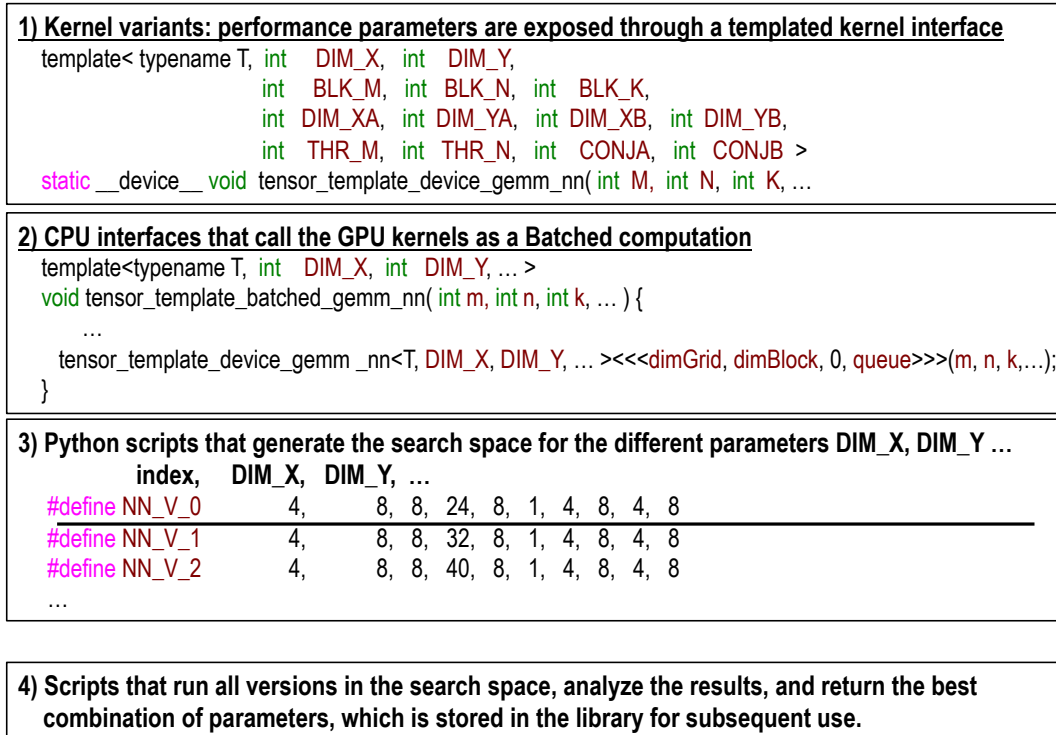 1) Kernel variants: performance parameters are exposed through a templated kernel interface
template< typename T, int DIM_X, int DIM_Y,
int BLK_M, int BLK_N, int BLK_K,
int DIM_XA, int DIM_YA, int DIM_XB, int DIM_YB,
int THR_M, int THR_N, int CONJA, int CONJB >
static __device__ void tensor_template_device_gemm_nn( int M, int N, int K, …
2) CPU interfaces that call the GPU kernels as a Batched computation
template<typename T, int DIM_X, int DIM_Y, … >
void tensor_template_batched_gemm_nn( int m, int n, int k, … ) {
…
tensor_template_device_gemm _nn<T, DIM_X, DIM_Y, … ><<<dimGrid, dimBlock, 0, queue>>>(m, n, k,…);
}
3) Python scripts that generate the search space for the different parameters DIM_X, DIM_Y …
index, DIM_X, DIM_Y, …
#define NN_V_0 4, 8, 8, 24, 8, 1, 4, 8, 4, 8
#define NN_V_1 4, 8, 8, 32, 8, 1, 4, 8, 4, 8
#define NN_V_2 4, 8, 8, 40, 8, 1, 4, 8, 4, 8
…
4) Scripts that run all versions in the search space, analyze the results, and return the best
combination of parameters, which is stored in the library for subsequent use.